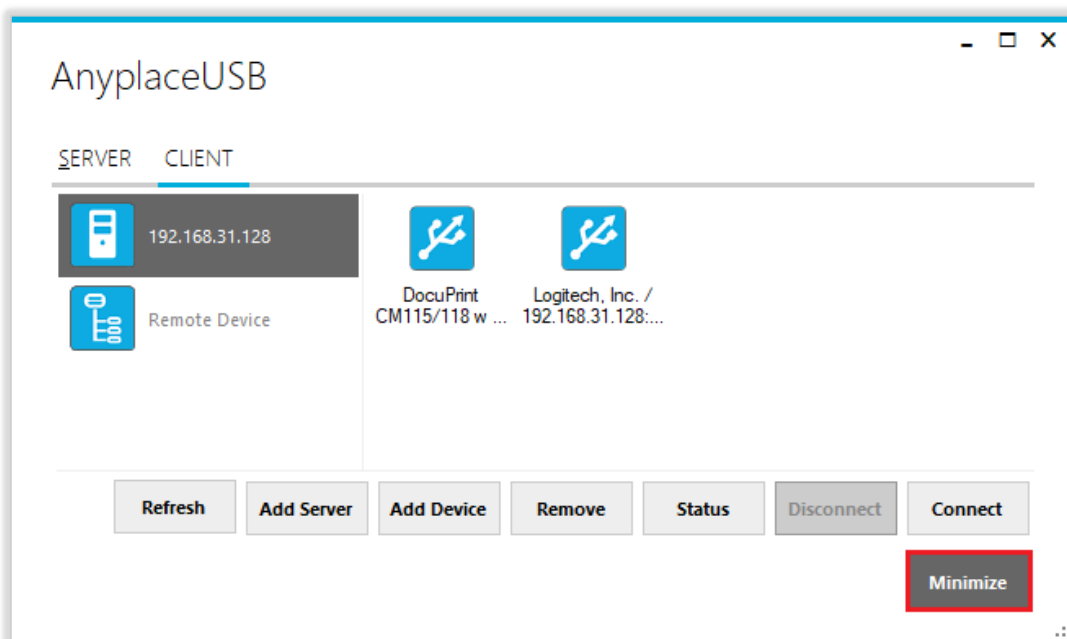 AnyplaceUSB
SERVER CLIENT
192.168.31.128
Remote Device
DocuPrint
CM115/118 w ...
Logitech, Inc. /
192.168.31.128:...
Refresh Add Server Add Device Remove Status Disconnect Connect
Minimize